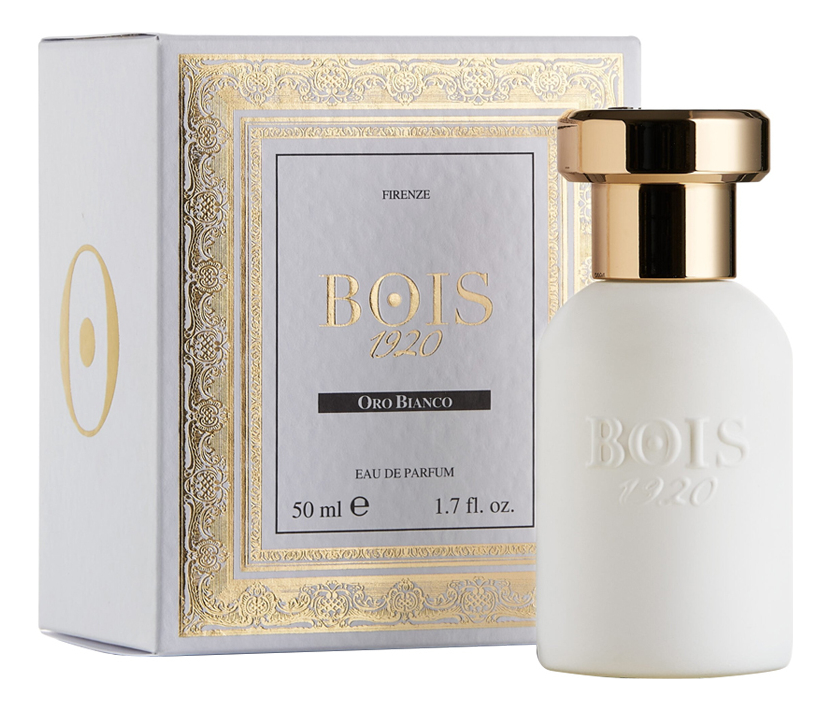 FIRENZE
BOIS
1920
ORO BIANCO
EAU DE PARFUM
50 ml ℮ 1.7 fl. oz.
BOIS
1920